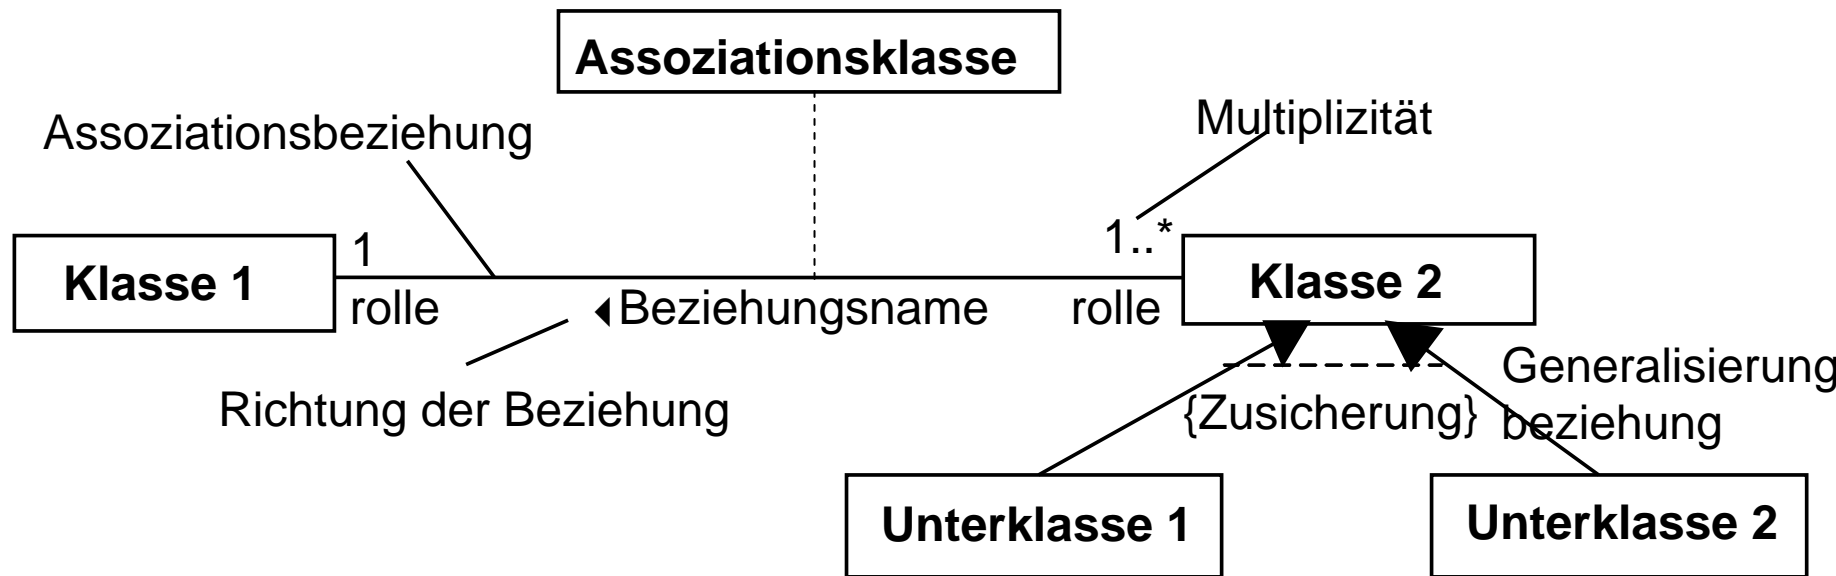 Assoziationsklasse
Assoziationsbeziehung
Multiplizität
1
1..*
Klasse 1
Klasse 2
rolle
Beziehungsname
rolle
Richtung der Beziehung
{Zusicherung}
Generalisierung
beziehung
Unterklasse 1
Unterklasse 2